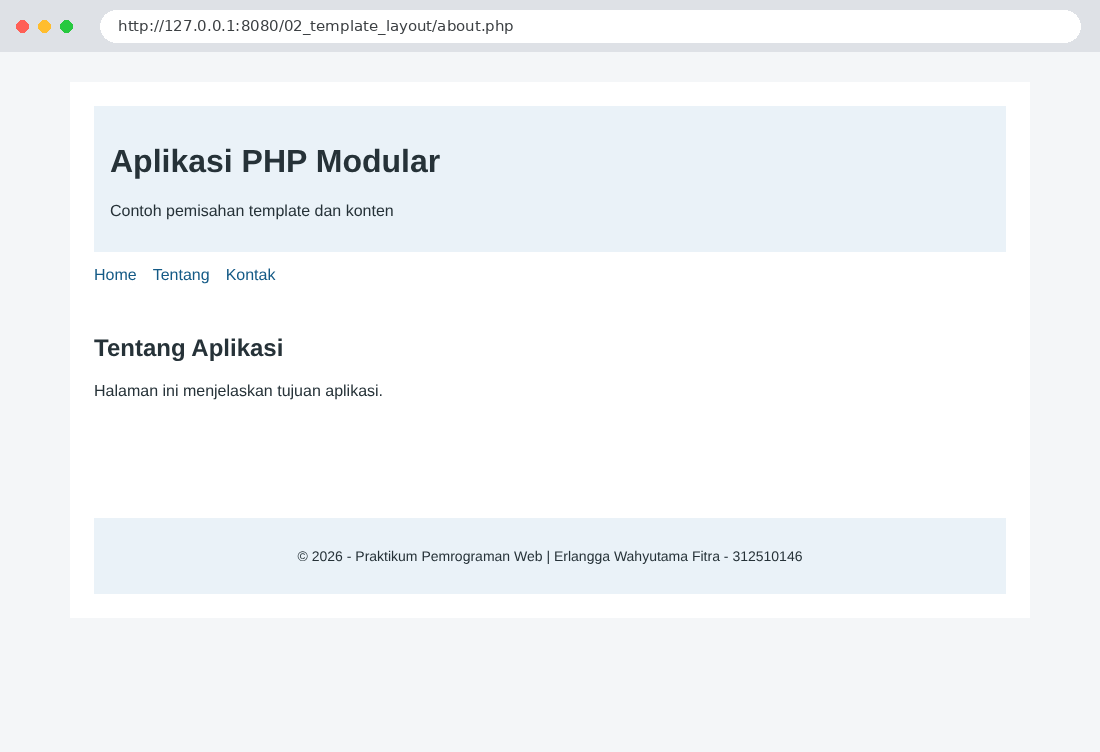 http://127.0.0.1:8080/02_template_layout/about.php
Aplikasi PHP Modular
Contoh pemisahan template dan konten
Home Tentang Kontak
Tentang Aplikasi
Halaman ini menjelaskan tujuan aplikasi.
© 2026 - Praktikum Pemrograman Web | Erlangga Wahyutama Fitra - 312510146